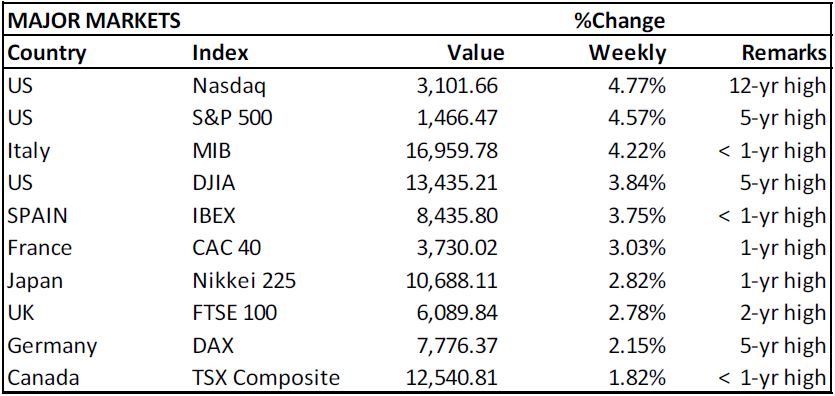 MAJOR MARKETS %Change
Country Index Value Weekly Remarks
US Nasdaq 3,101.66 4.77% 12-yr high
US S&P 500 1,466.47 4.57% 5-yr high
Italy MIB 16,959.78 4.22% < 1-yr high
US DJIA 13,435.21 3.84% 5-yr high
SPAIN IBEX 8,435.80 3.75% < 1-yr high
France CAC 40 3,730.02 3.03% 1-yr high
Japan Nikkei 225 10,688.11 2.82% 1-yr high
UK FTSE 100 6,089.84 2.78% 2-yr high
Germany DAX 7,776.37 2.15% 5-yr high
Canada TSX Composite 12,540.81 1.82% < 1-yr high